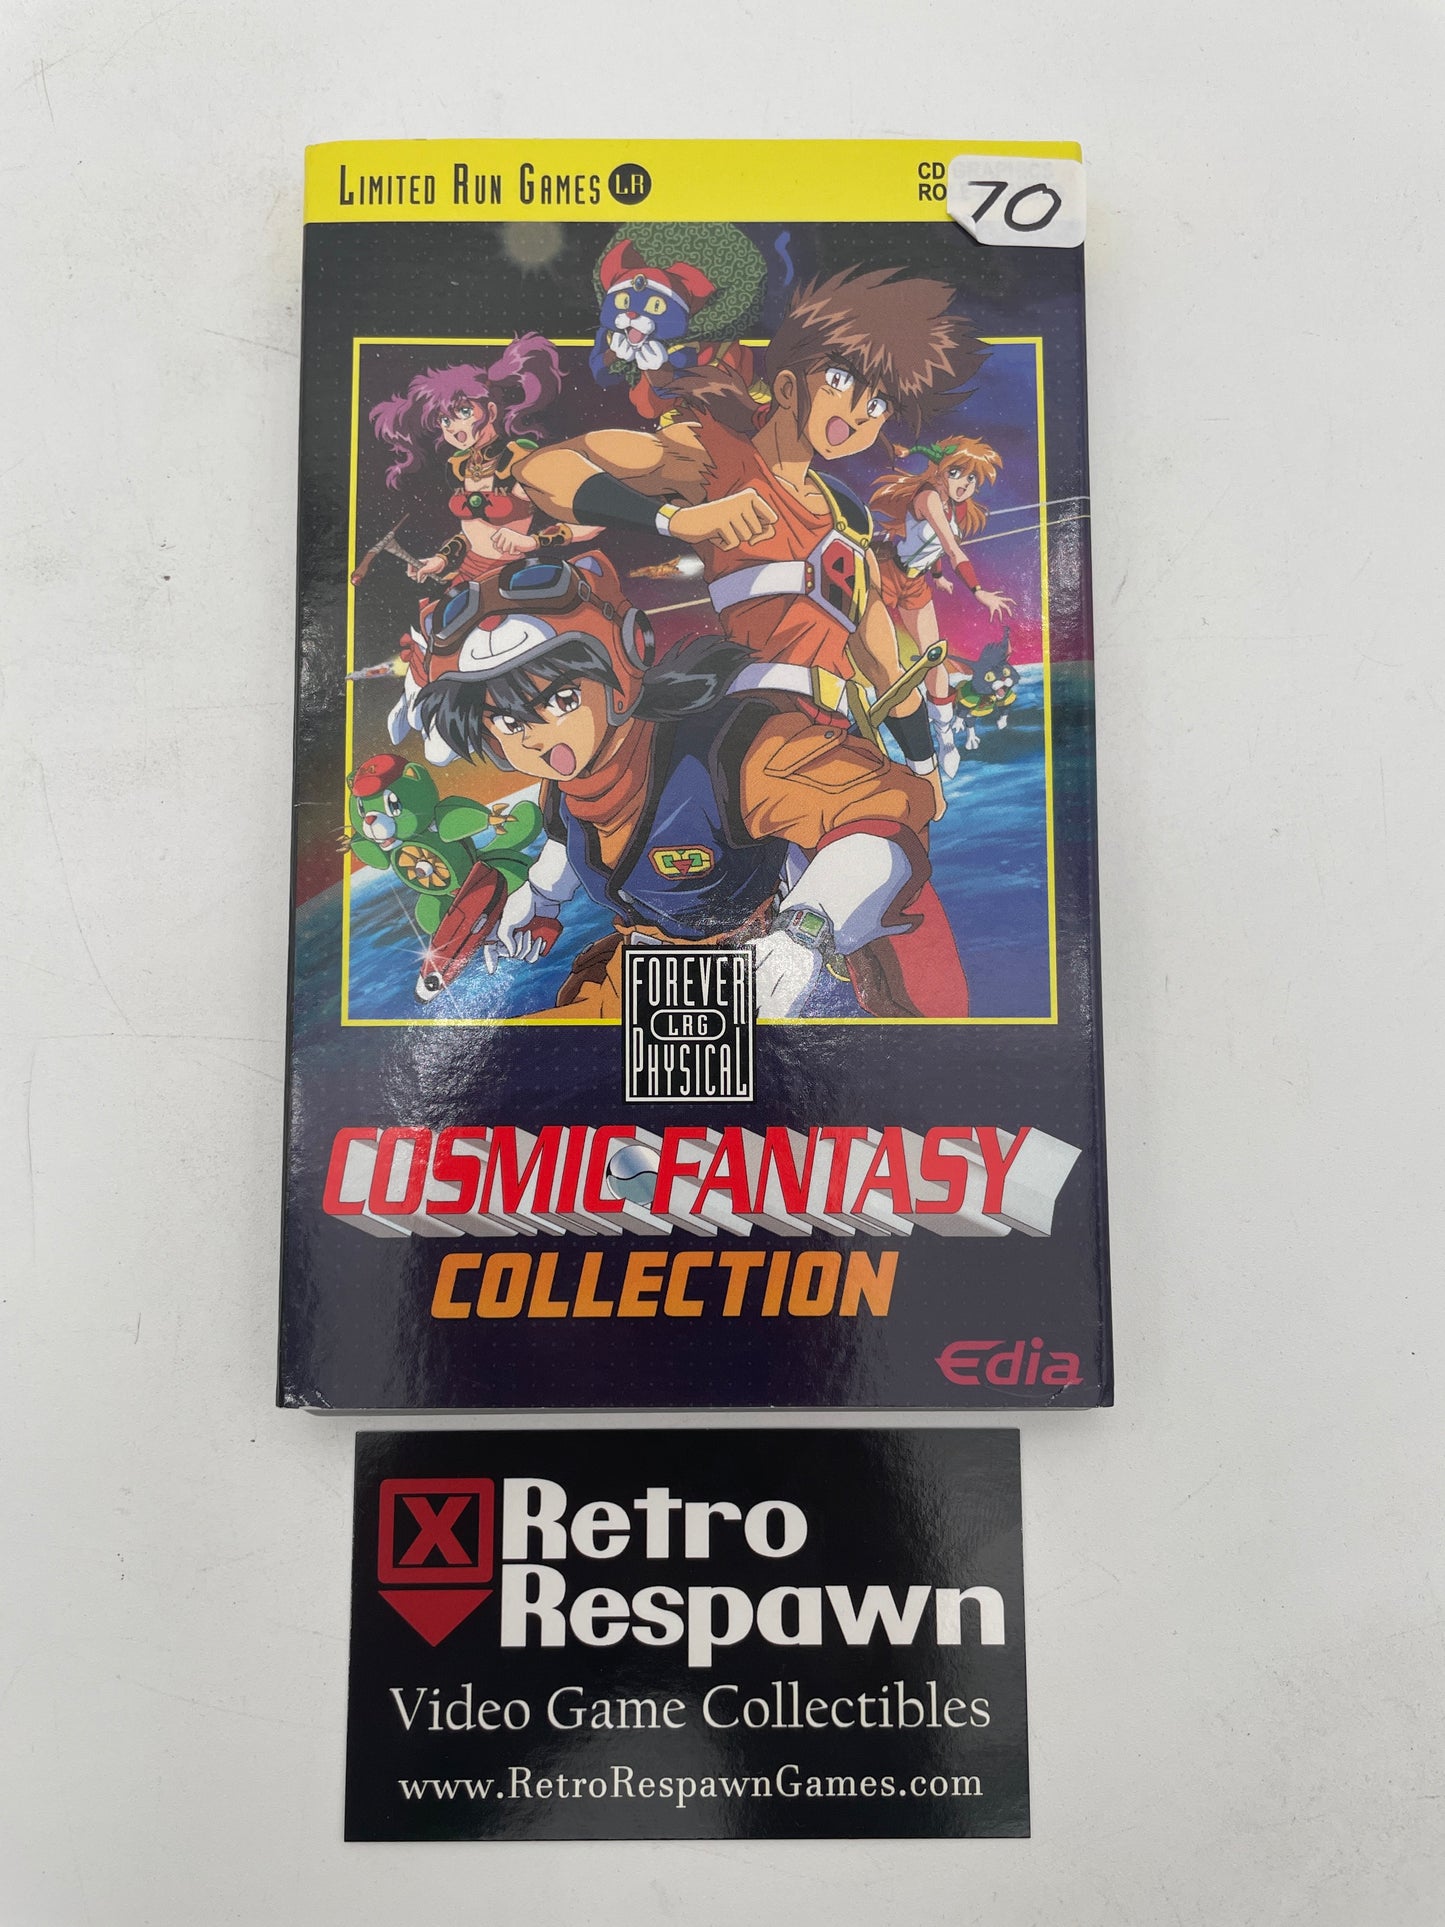 LIMITED RUN GAMES LR
CD
RO
70
FOREVER
LRG
PHYSICAL
COSMIC FANTASY
COLLECTION
Edia
X Retro
Respawn
Video Game Collectibles
www.RetroRespawnGames.com